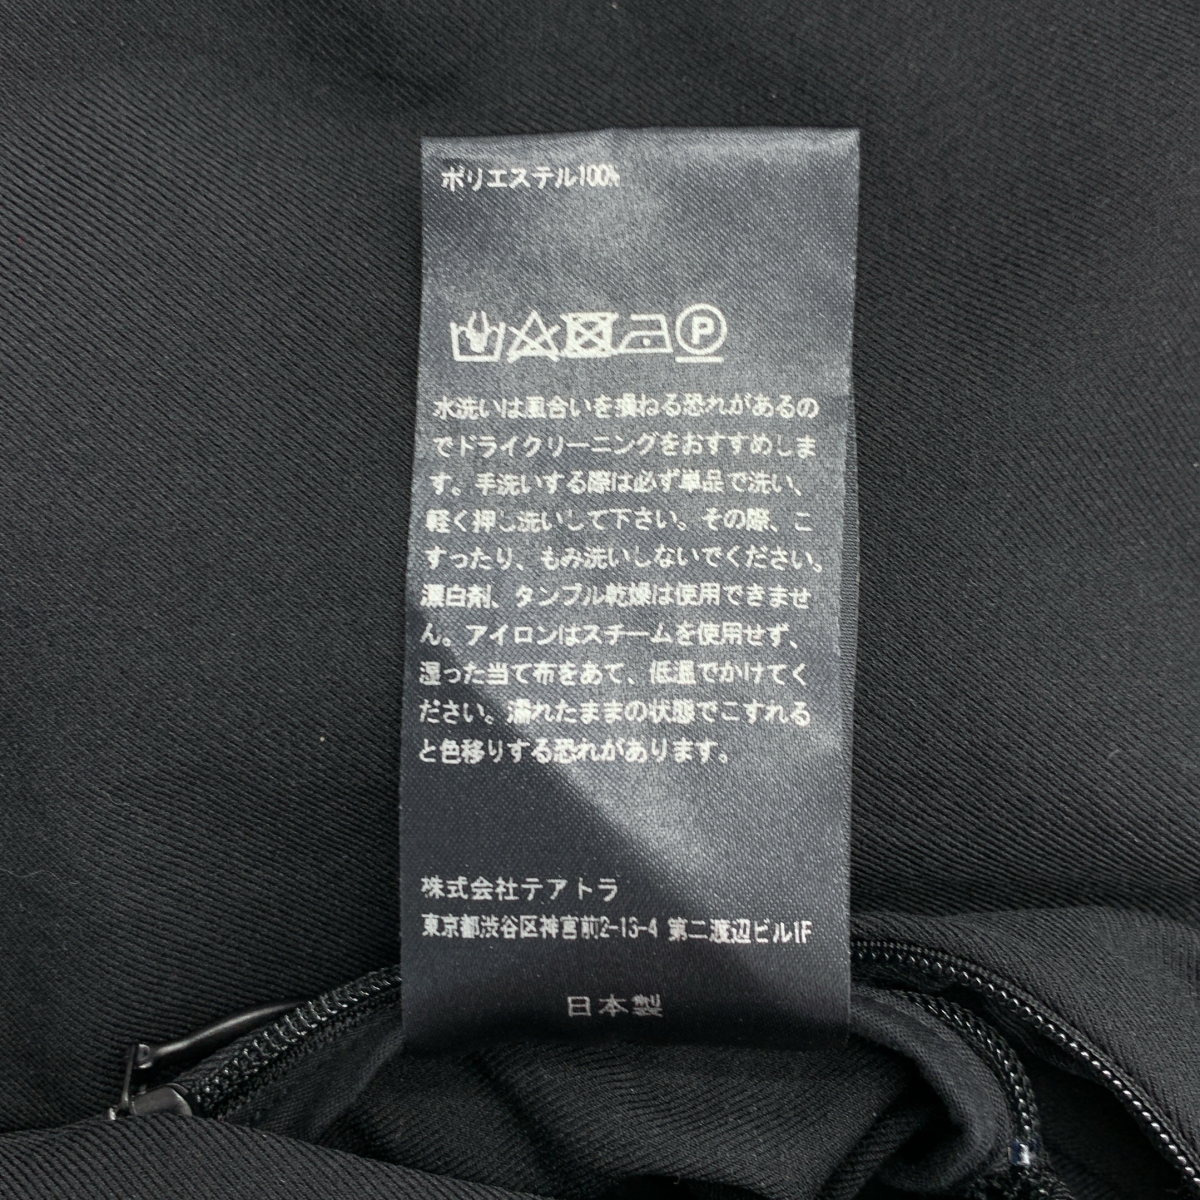 ポリエステル100%
P
水洗いは風合いを損ねる恐れがあるの
でドライクリーニングをおすすめしま
す。手洗いする際は必ず単品で洗い、
軽く押し洗いして下さい。その際、こ
すったり、もみ洗いしないでください。
漂白剤、タンブル乾燥は使用できませ
ん。アイロンはスチームを使用せず、
湿った当て布をあて、低温でかけてく
ださい。濡れたままの状態でこすれる
と色移りする恐れがあります。
株式会社テアトラ
東京都渋谷区神宮前2-13-4 第二渡辺ビル1F
日本製